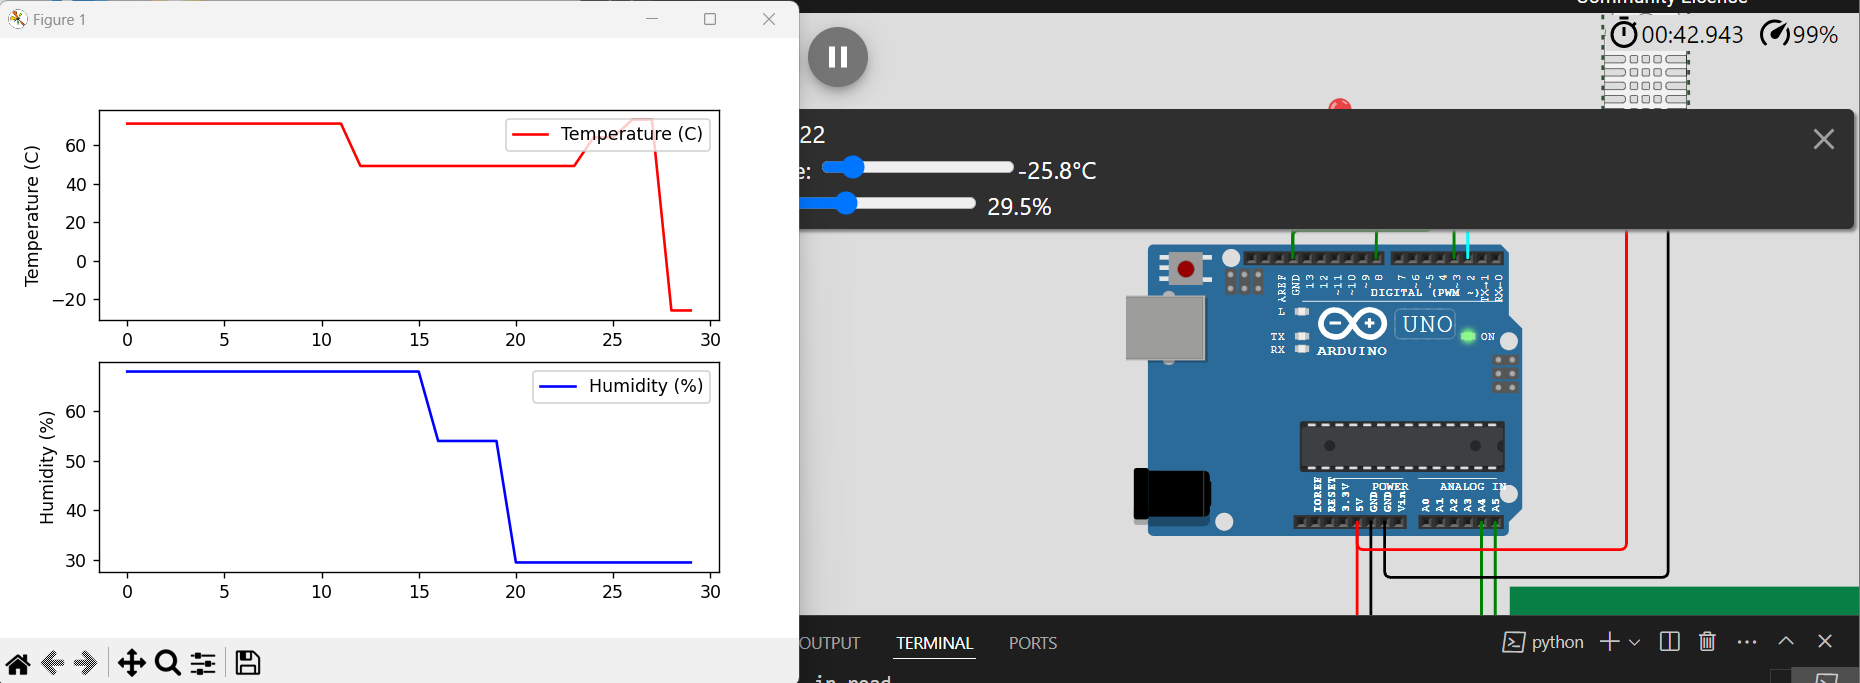 Figure 1
Temperature (C)
Temperature (C)
60
40
20
0
−20
0 5 10 15 20 25 30
Humidity (%)
Humidity (%)
60
50
40
30
0 5 10 15 20 25 30
Community License
00:42.943 99%
22
e: -25.8°C
29.5%
AREF
GND
13
12
~11
~10
~9
8
7
~6
~5
4
~3
2
TX→1
RX←0
DIGITAL (PWM ~)
L
TX
RX
ARDUINO
UNO
ON
IOREF
RESET
3.3V
5V
GND
GND
Vin
POWER
ANALOG IN
A0
A1
A2
A3
A4
A5
OUTPUT TERMINAL PORTS
python
in read